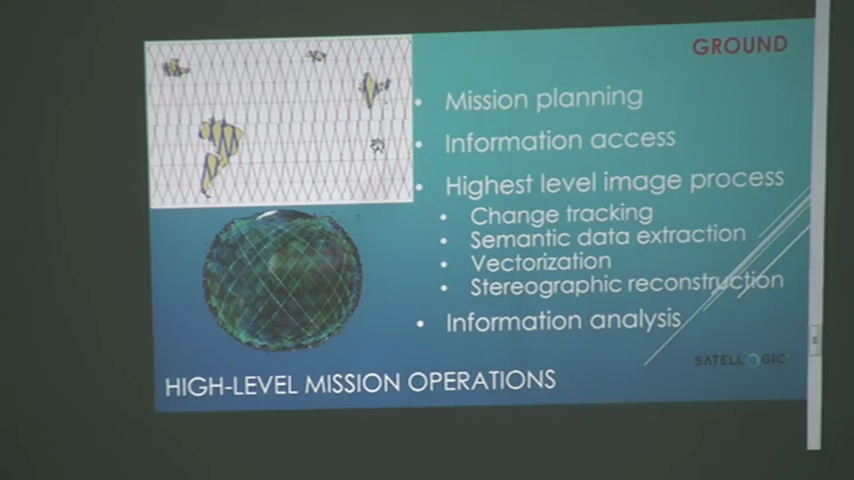 GROUND
• Mission planning
• Information access
• Highest level image process
• Change tracking
• Semantic data extraction
• Vectorization
• Stereographic reconstruction
• Information analysis
SATELLOGIC
HIGH-LEVEL MISSION OPERATIONS